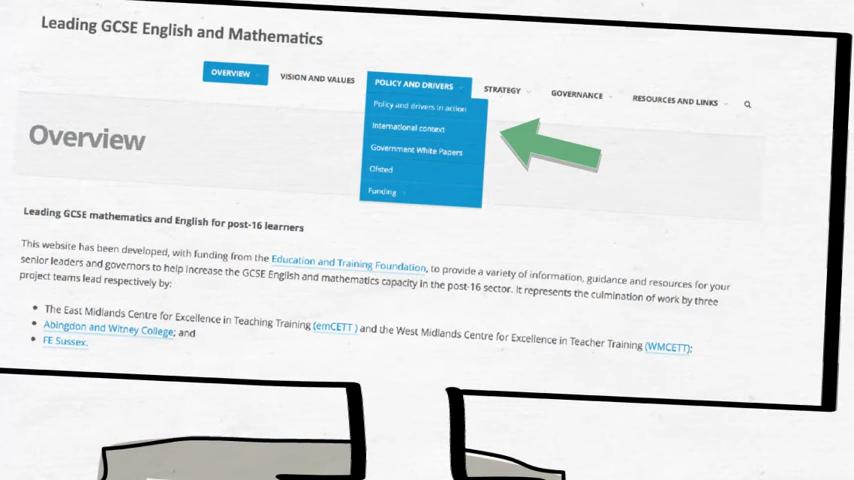 Leading GCSE English and Mathematics
OVERVIEW
VISION AND VALUES
POLICY AND DRIVERS
STRATEGY
GOVERNANCE
RESOURCES AND LINKS
Policy and drivers in action
International context
Government White Papers
Ofsted
Funding
Overview
Leading GCSE mathematics and English for post-16 learners
This website has been developed, with funding from the Education and Training Foundation, to provide a variety of information, guidance and resources for your
senior leaders and governors to help increase the GCSE English and mathematics capacity in the post-16 sector. It represents the culmination of work by three
project teams lead respectively by:
The East Midlands Centre for Excellence in Teaching Training (emCETT ) and the West Midlands Centre for Excellence in Teacher Training (WMCETT);
Abingdon and Witney College; and
FE Sussex.